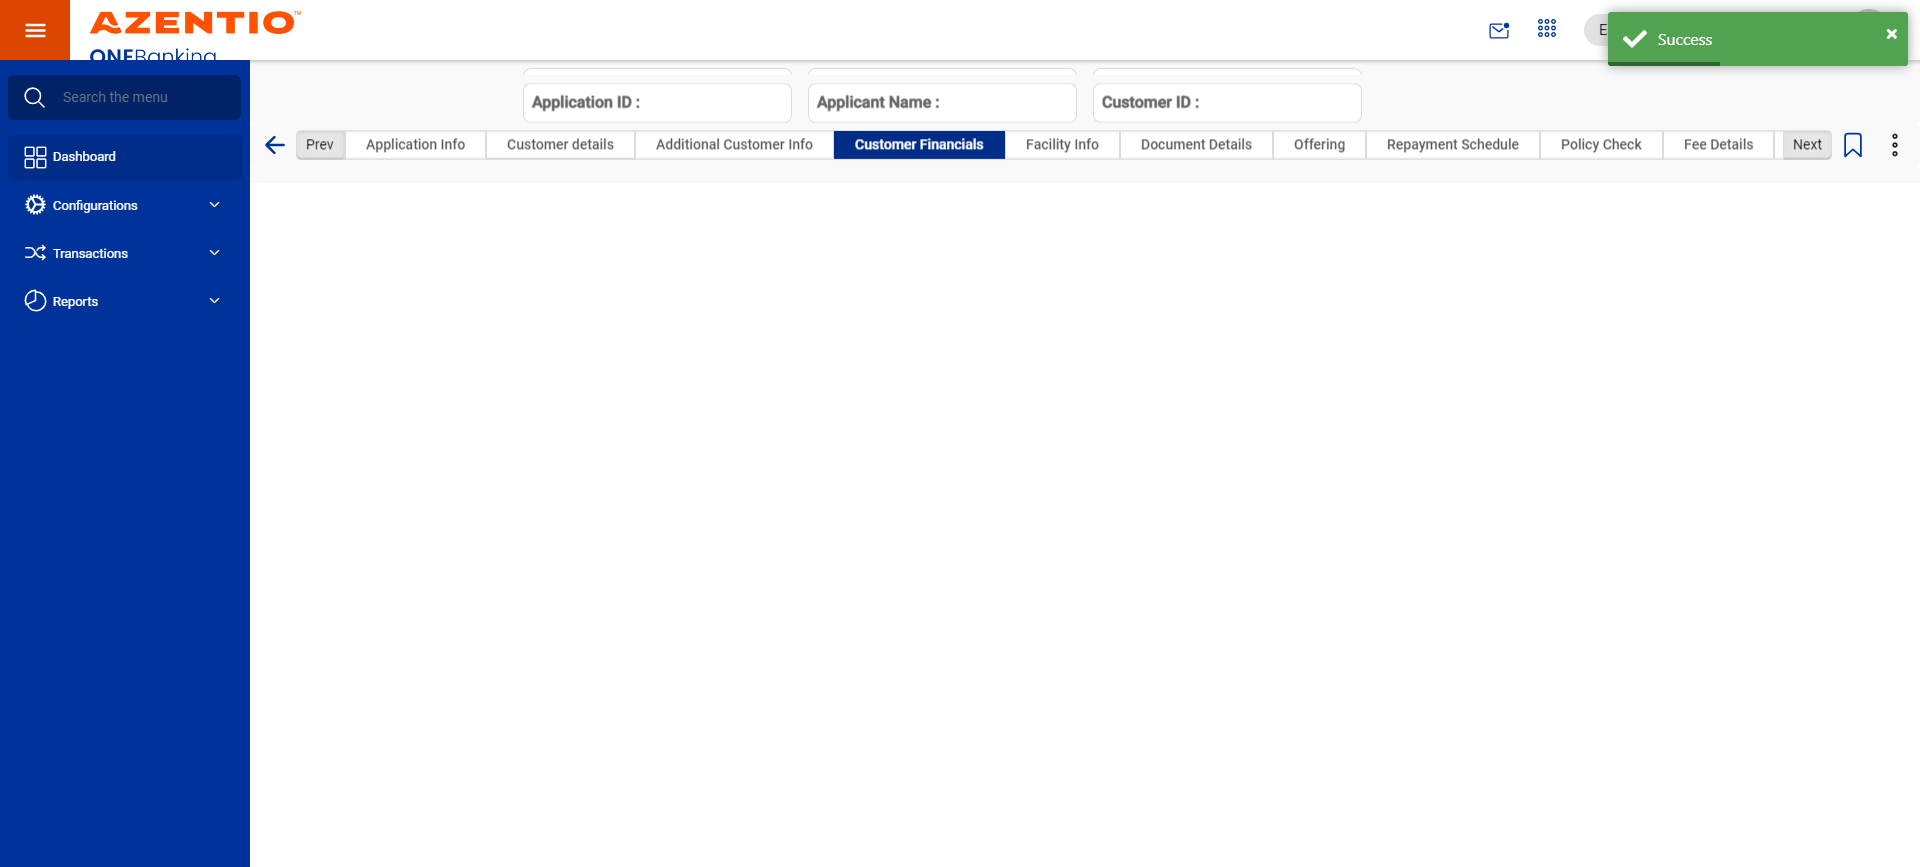 AZENTIO™
ONEBanking
E
Success
Search the menu
Dashboard
Configurations
Transactions
Reports
Application ID :
Applicant Name :
Customer ID :
Prev
Application Info
Customer details
Additional Customer Info
Customer Financials
Facility Info
Document Details
Offering
Repayment Schedule
Policy Check
Fee Details
Next